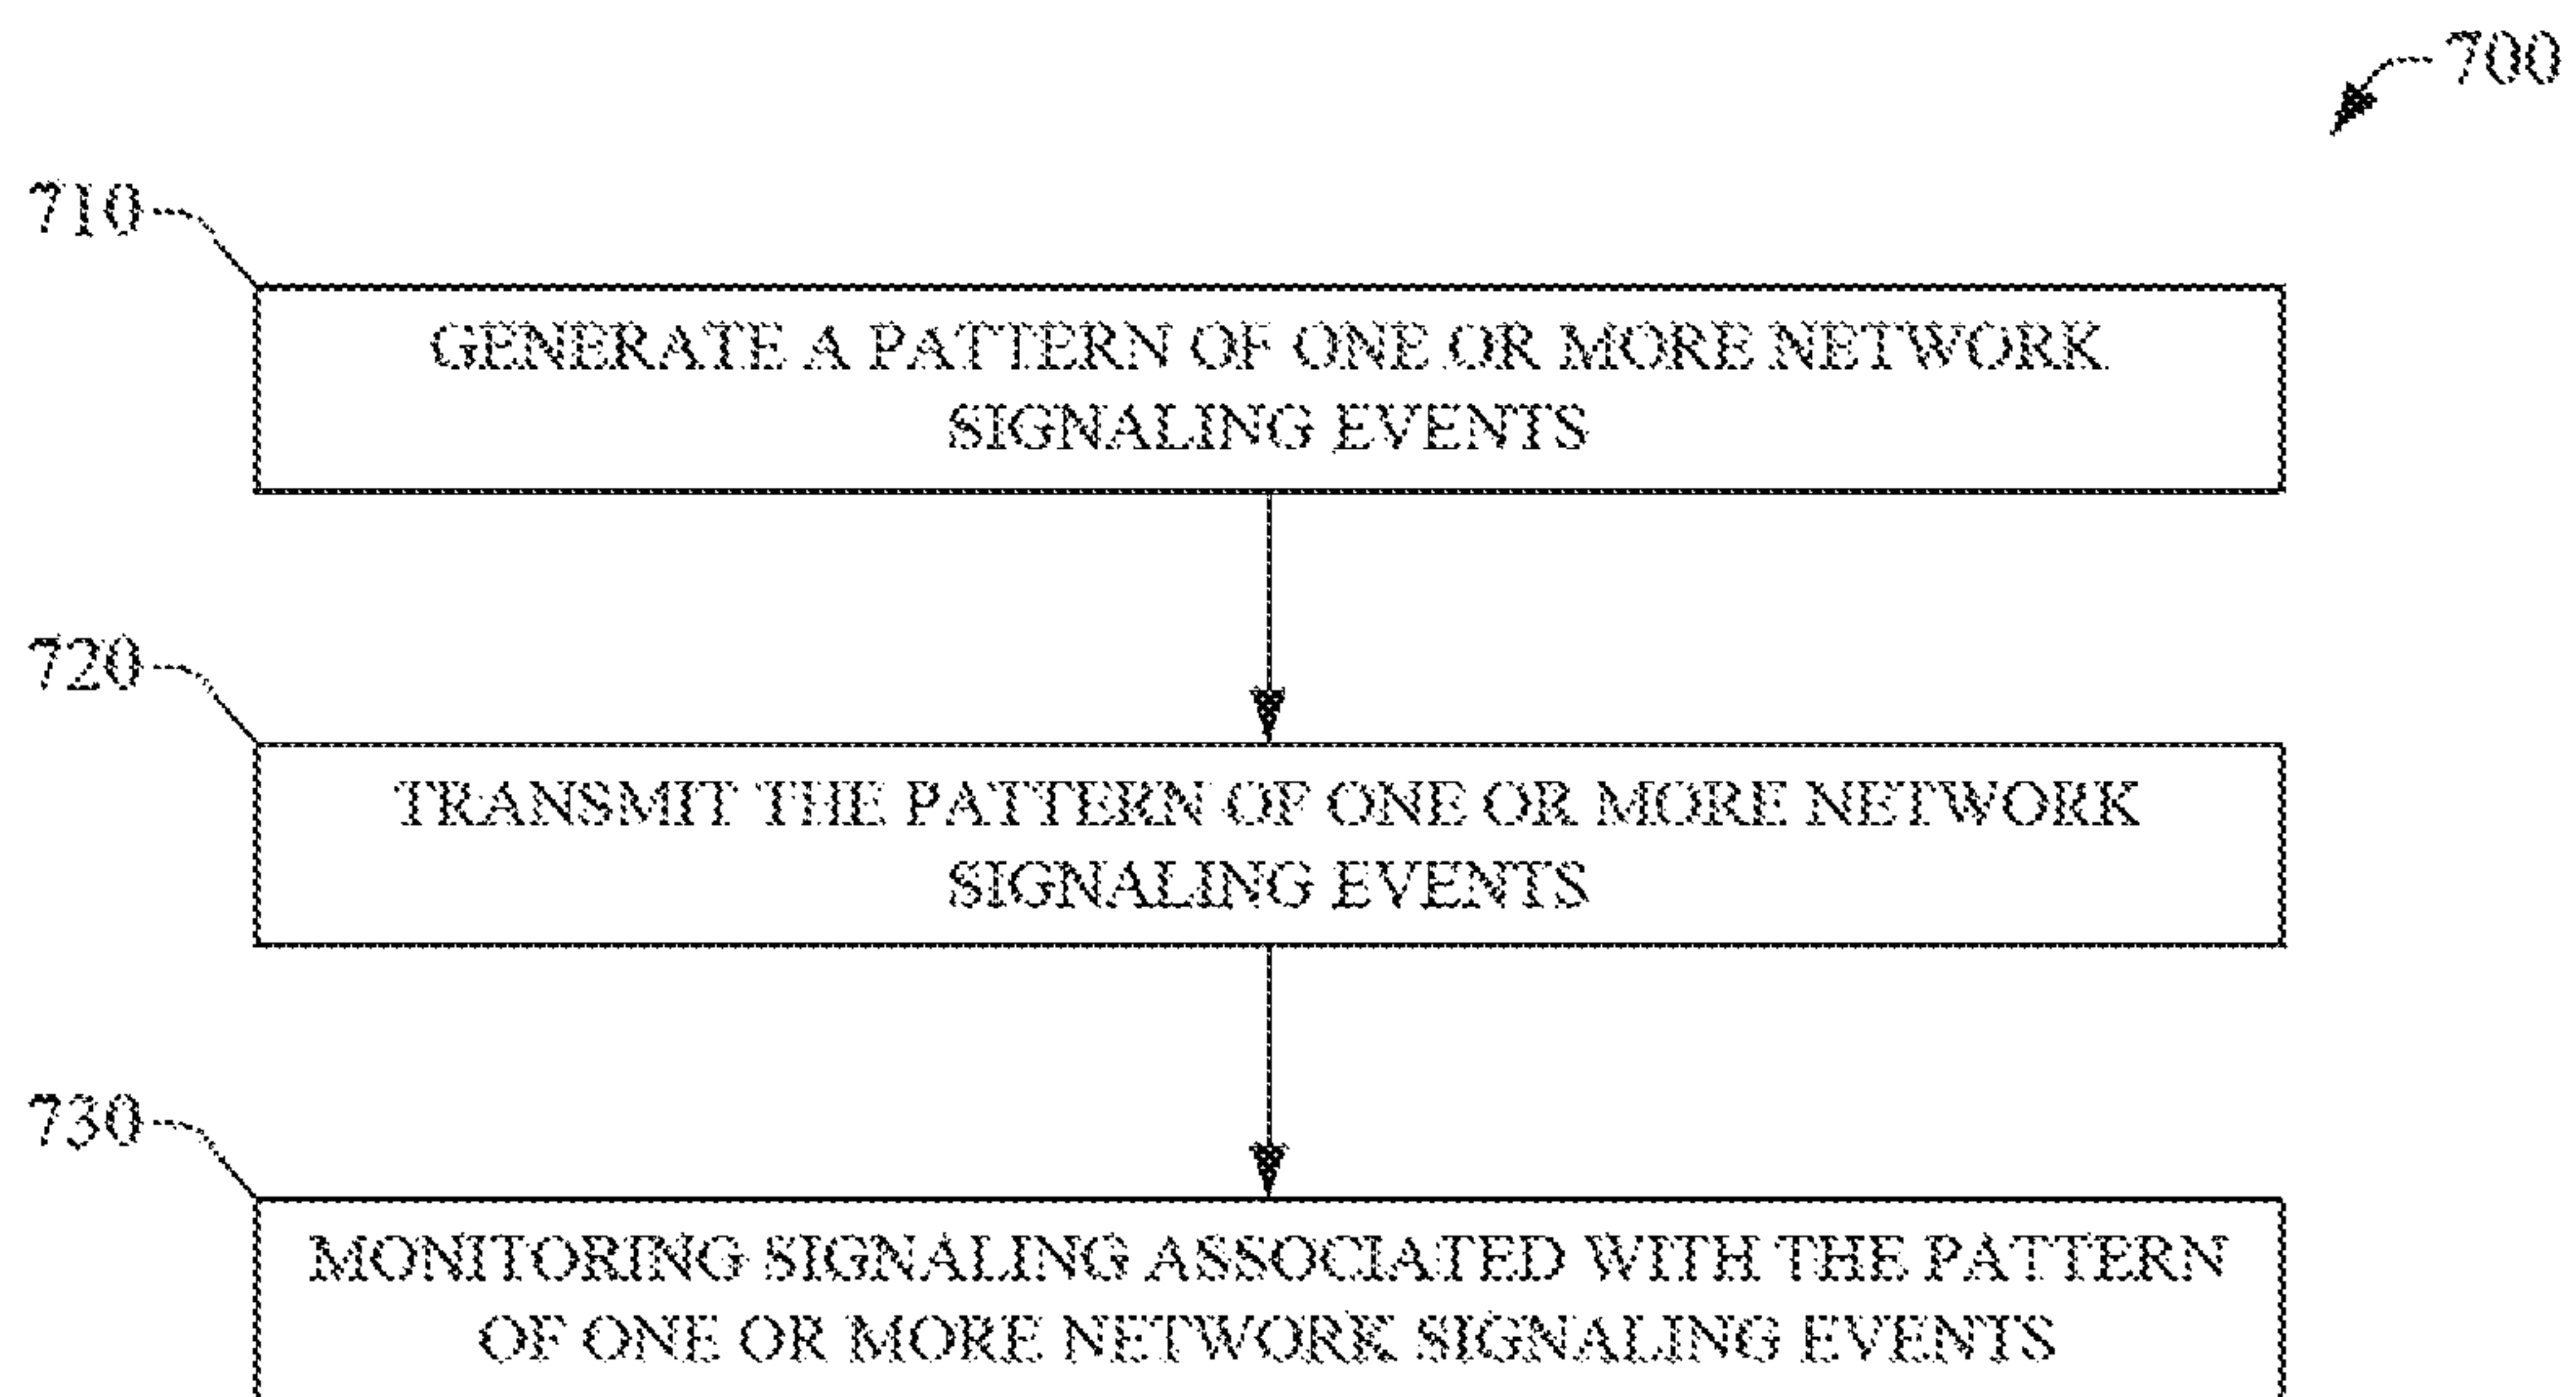 700
710
GENERATE A PATTERN OF ONE OR MORE NETWORK
SIGNALING EVENTS
720
TRANSMIT THE PATTERN OF ONE OR MORE NETWORK
SIGNALING EVENTS
730
MONITORING SIGNALING ASSOCIATED WITH THE PATTERN
OF ONE OR MORE NETWORK SIGNALING EVENTS